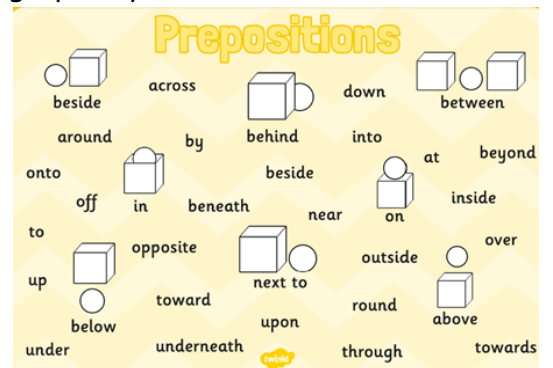 Prepositions
across
down
beside
between
around
by
behind
into
at
beyond
onto
beside
off
in
beneath
near
on
inside
to
opposite
outside
over
up
next to
toward
round
above
below
upon
under
underneath
twinkl
through
towards